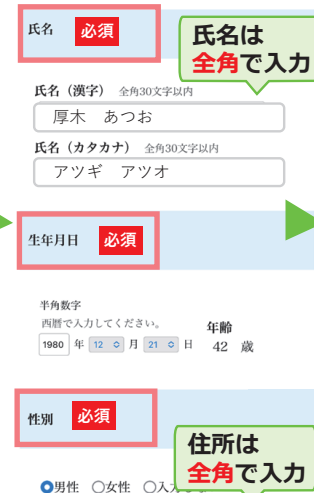 氏名 必須
氏名は
全角で入力
氏名（漢字） 全角30文字以内
厚木　あつお
氏名（カタカナ） 全角30文字以内
アツギ　アツオ
生年月日 必須
半角数字
西暦で入力してください。 年齢
1980 年 12 月 21 日 42 歳
性別 必須
住所は
全角で入力
男性 女性 入